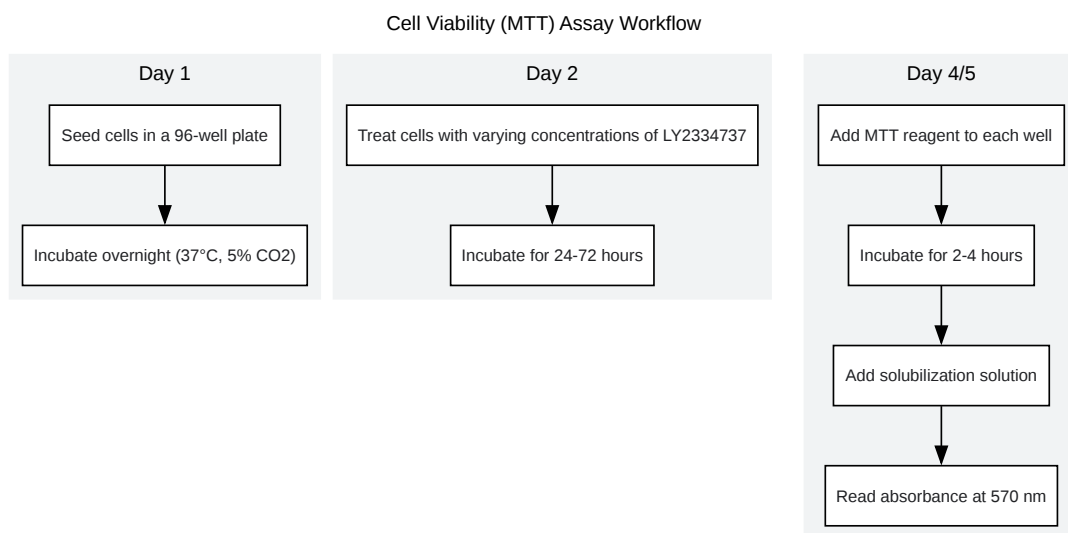 Cell Viability (MTT) Assay Workflow
Day 1
Seed cells in a 96-well plate
Incubate overnight (37°C, 5% CO2)
Day 2
Treat cells with varying concentrations of LY2334737
Incubate for 24-72 hours
Day 4/5
Add MTT reagent to each well
Incubate for 2-4 hours
Add solubilization solution
Read absorbance at 570 nm